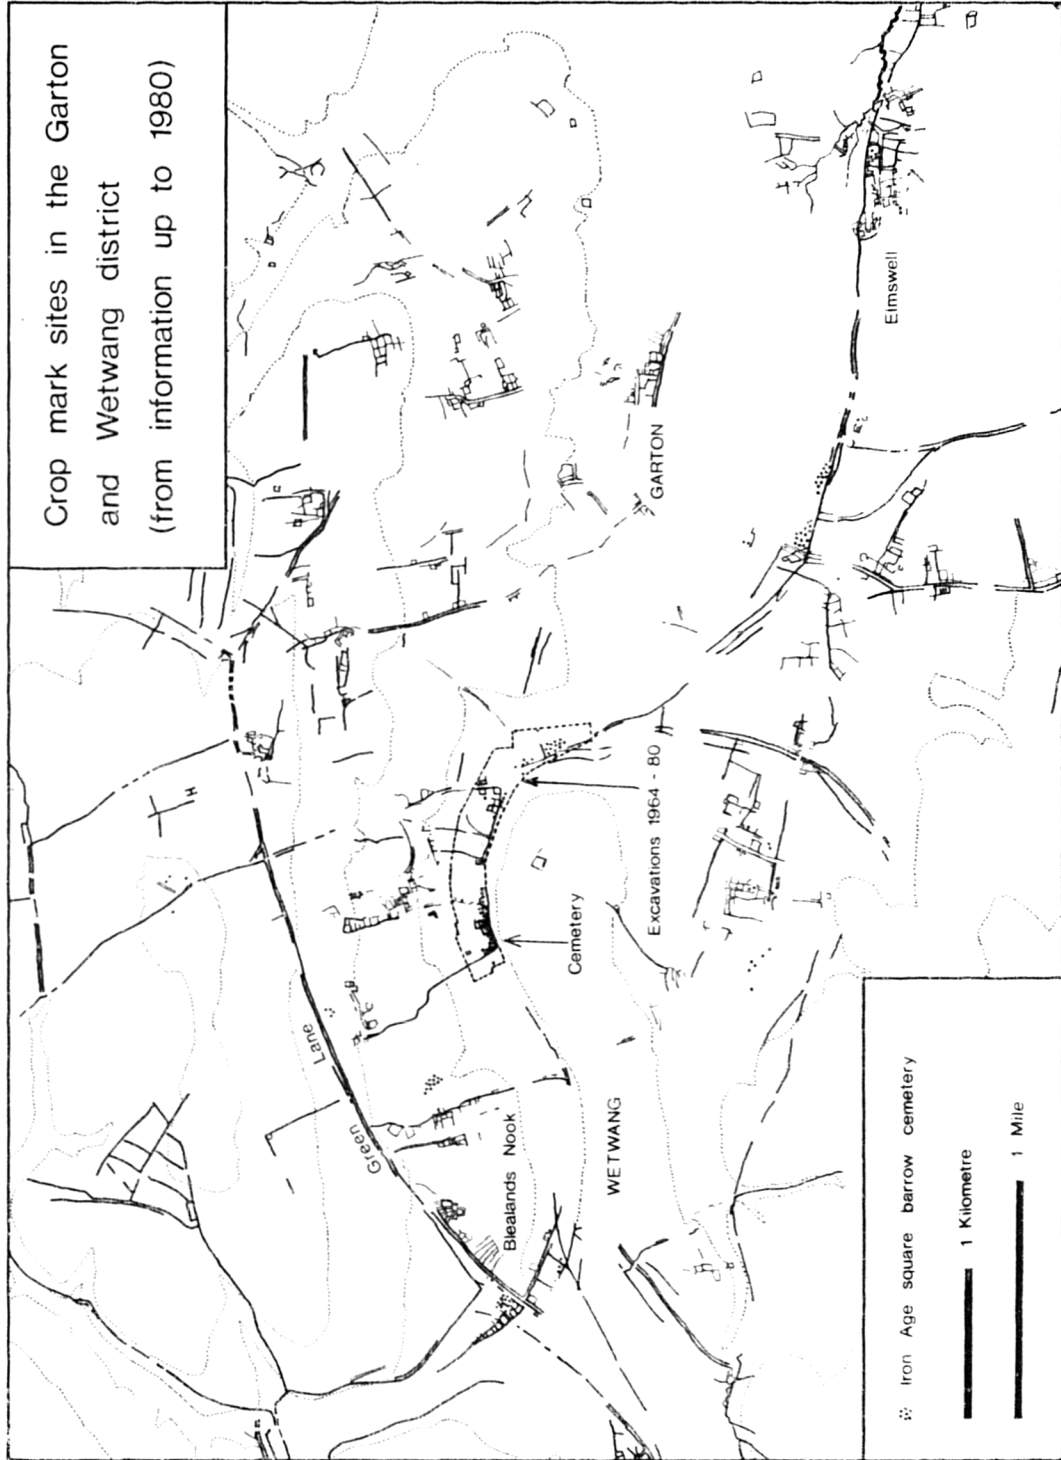 Crop mark sites in the Garton
and Wetwang district
(from information up to 1980)
Green Lane
Blealands Nook
WETWANG
Cemetery
Excavations 1964 - 80
GARTON
Elmswell
Iron Age square barrow cemetery
1 Kilometre
1 Mile